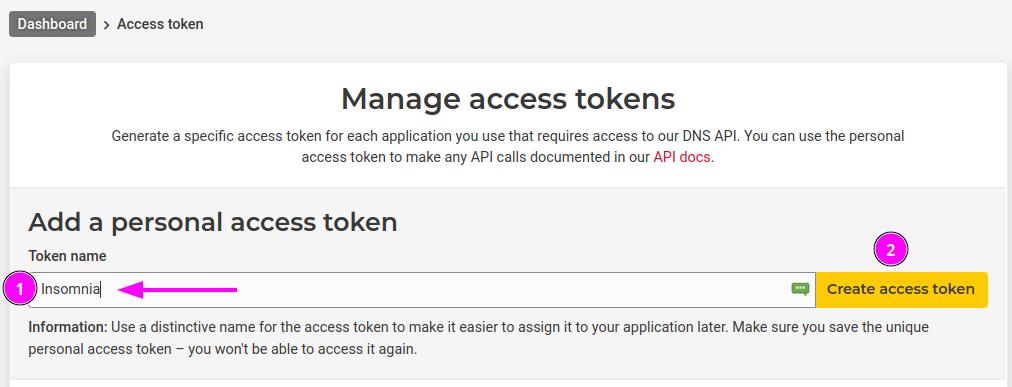 Dashboard > Access token
Manage access tokens
Generate a specific access token for each application you use that requires access to our DNS API. You can use the personal
access token to make any API calls documented in our API docs.
Add a personal access token
Token name
2
1 Insomnia Create access token
Information: Use a distinctive name for the access token to make it easier to assign it to your application later. Make sure you save the unique
personal access token – you won't be able to access it again.